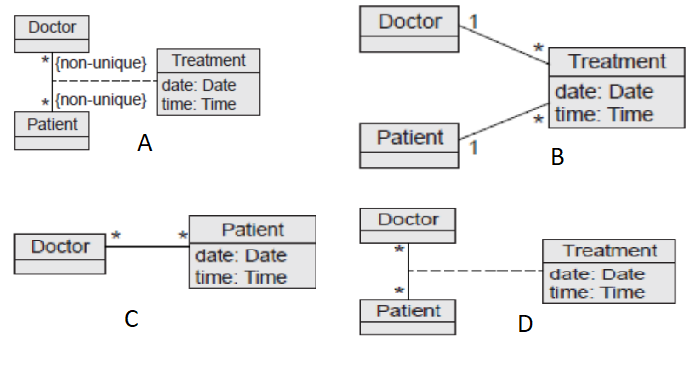 Doctor
* {non-unique}
Treatment
date: Date
time: Time
* {non-unique}
Patient
A
Doctor
1
*
Treatment
date: Date
time: Time
*
Patient
1
B
Doctor
*
*
Patient
date: Date
time: Time
C
Doctor
*
Treatment
date: Date
time: Time
*
Patient
D